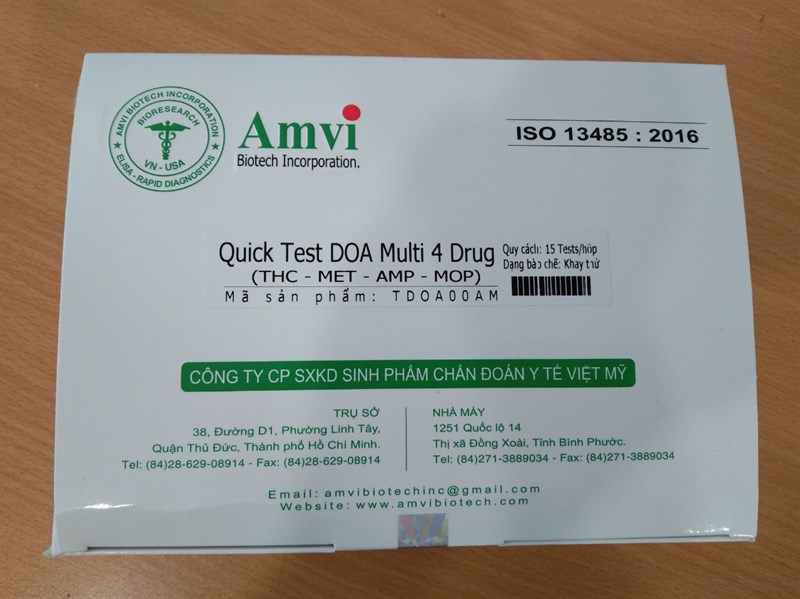 AMVI BIOTECH INCORPORATION
BIORESEARCH
VN - USA
ELISA - RAPID DIAGNOSTICS
Amvi
Biotech Incorporation.
ISO 13485 : 2016
Quick Test DOA Multi 4 Drug
(THC - MET - AMP - MOP)
Mã sản phẩm: TDOA00AM
Quy cách: 15 Tests/hộp
Dạng bào chế: Khay thử
CÔNG TY CP SXKD SINH PHẨM CHẨN ĐOÁN Y TẾ VIỆT MỸ
TRỤ SỞ
38, Đường D1, Phường Linh Tây,
Quận Thủ Đức, Thành phố Hồ Chí Minh.
Tel: (84)28-629-08914 - Fax: (84)28-629-08914
NHÀ MÁY
1251 Quốc lộ 14
Thị xã Đồng Xoài, Tỉnh Bình Phước.
Tel: (84)271-3889034 - Fax: (84)271-3889034
Email: amvibiotechinc@gmail.com
Website: www.amvibiotech.com